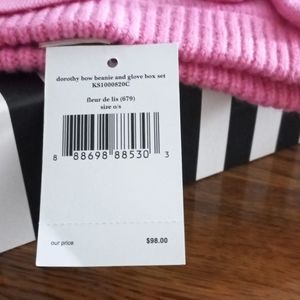 dorothy bow beanie and glove box set
KS1000820C
fleur de lis (679)
size o/s
8 88698 88530 3
our price $98.00